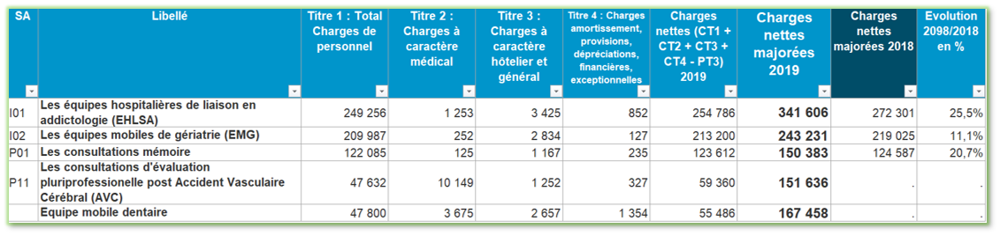 SA Libellé Titre 1 : Total Charges de personnel Titre 2 : Charges à caractère médical Titre 3 : Charges à caractère hôtelier et général Titre 4 : Charges amortissement, provisions, dépréciations, financières, exceptionnelles Charges nettes (CT1 + CT2 + CT3 + CT4 - PT3) 2019 Charges nettes majorées 2019 Charges nettes majorées 2018 Evolution 2098/2018 en %
I01 Les équipes hospitalières de liaison en addictologie (EHLSA) 249 256 1 253 3 425 852 254 786 341 606 272 301 25,5%
I02 Les équipes mobiles de gériatrie (EMG) 209 987 252 2 834 127 213 200 243 231 219 025 11,1%
P01 Les consultations mémoire 122 085 125 1 167 235 123 612 150 383 124 587 20,7%
P11 Les consultations d'évaluation pluriprofessionelle post Accident Vasculaire Cérébral (AVC) 47 632 10 149 1 252 327 59 360 151 636 . .
Equipe mobile dentaire 47 800 3 675 2 657 1 354 55 486 167 458 . .